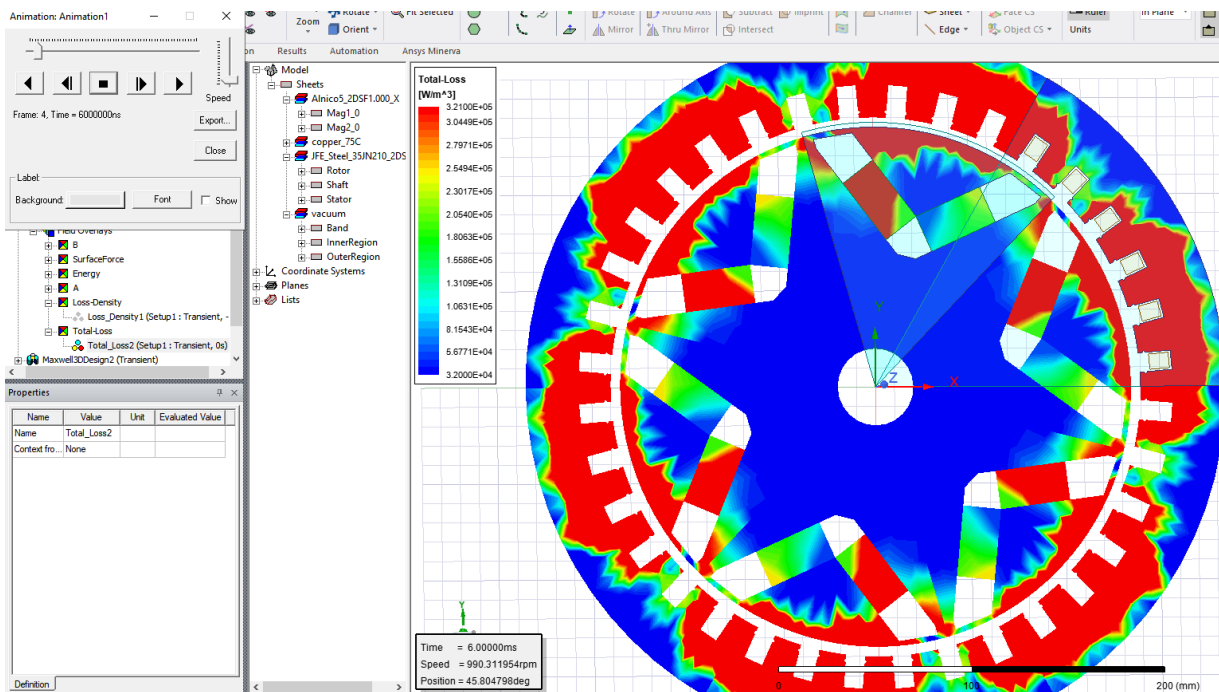 Animation: Animation1
Speed
Frame: 4, Time = 6000000ns
Export...
Close
Label
Background:
Font
Show
Zoom
Rotate
Orient
Fit Selected
Rotate
Around Axis
Subtract
Imprint
Chamfer
Sheet
Face CS
Ruler
In Plane
Mirror
Thru Mirror
Intersect
Edge
Object CS
Units
Results
Automation
Ansys Minerva
Field Overlays
B
SurfaceForce
Energy
A
Loss-Density
Loss_Density1 (Setup1 : Transient, -
Total-Loss
Total_Loss2 (Setup1 : Transient, 0s)
Maxwell3DDesign2 (Transient)
Properties
Name Value Unit Evaluated Value
Name Total_Loss2
Context fro... None
Definition
Model
Sheets
Alnico5_2DSF1.000_X
Mag1_0
Mag2_0
copper_75C
JFE_Steel_35JN210_2DS
Rotor
Shaft
Stator
vacuum
Band
InnerRegion
OuterRegion
Coordinate Systems
Planes
Lists
Total-Loss
[W/m^3]
3.2100E+05
3.0449E+05
2.7971E+05
2.5494E+05
2.3017E+05
2.0540E+05
1.8063E+05
1.5586E+05
1.3109E+05
1.0631E+05
8.1543E+04
5.6771E+04
3.2000E+04
Y
Z
X
Y
Time = 6.00000ms
Speed = 990.311954rpm
Position = 45.804798deg
0 100 200 (mm)